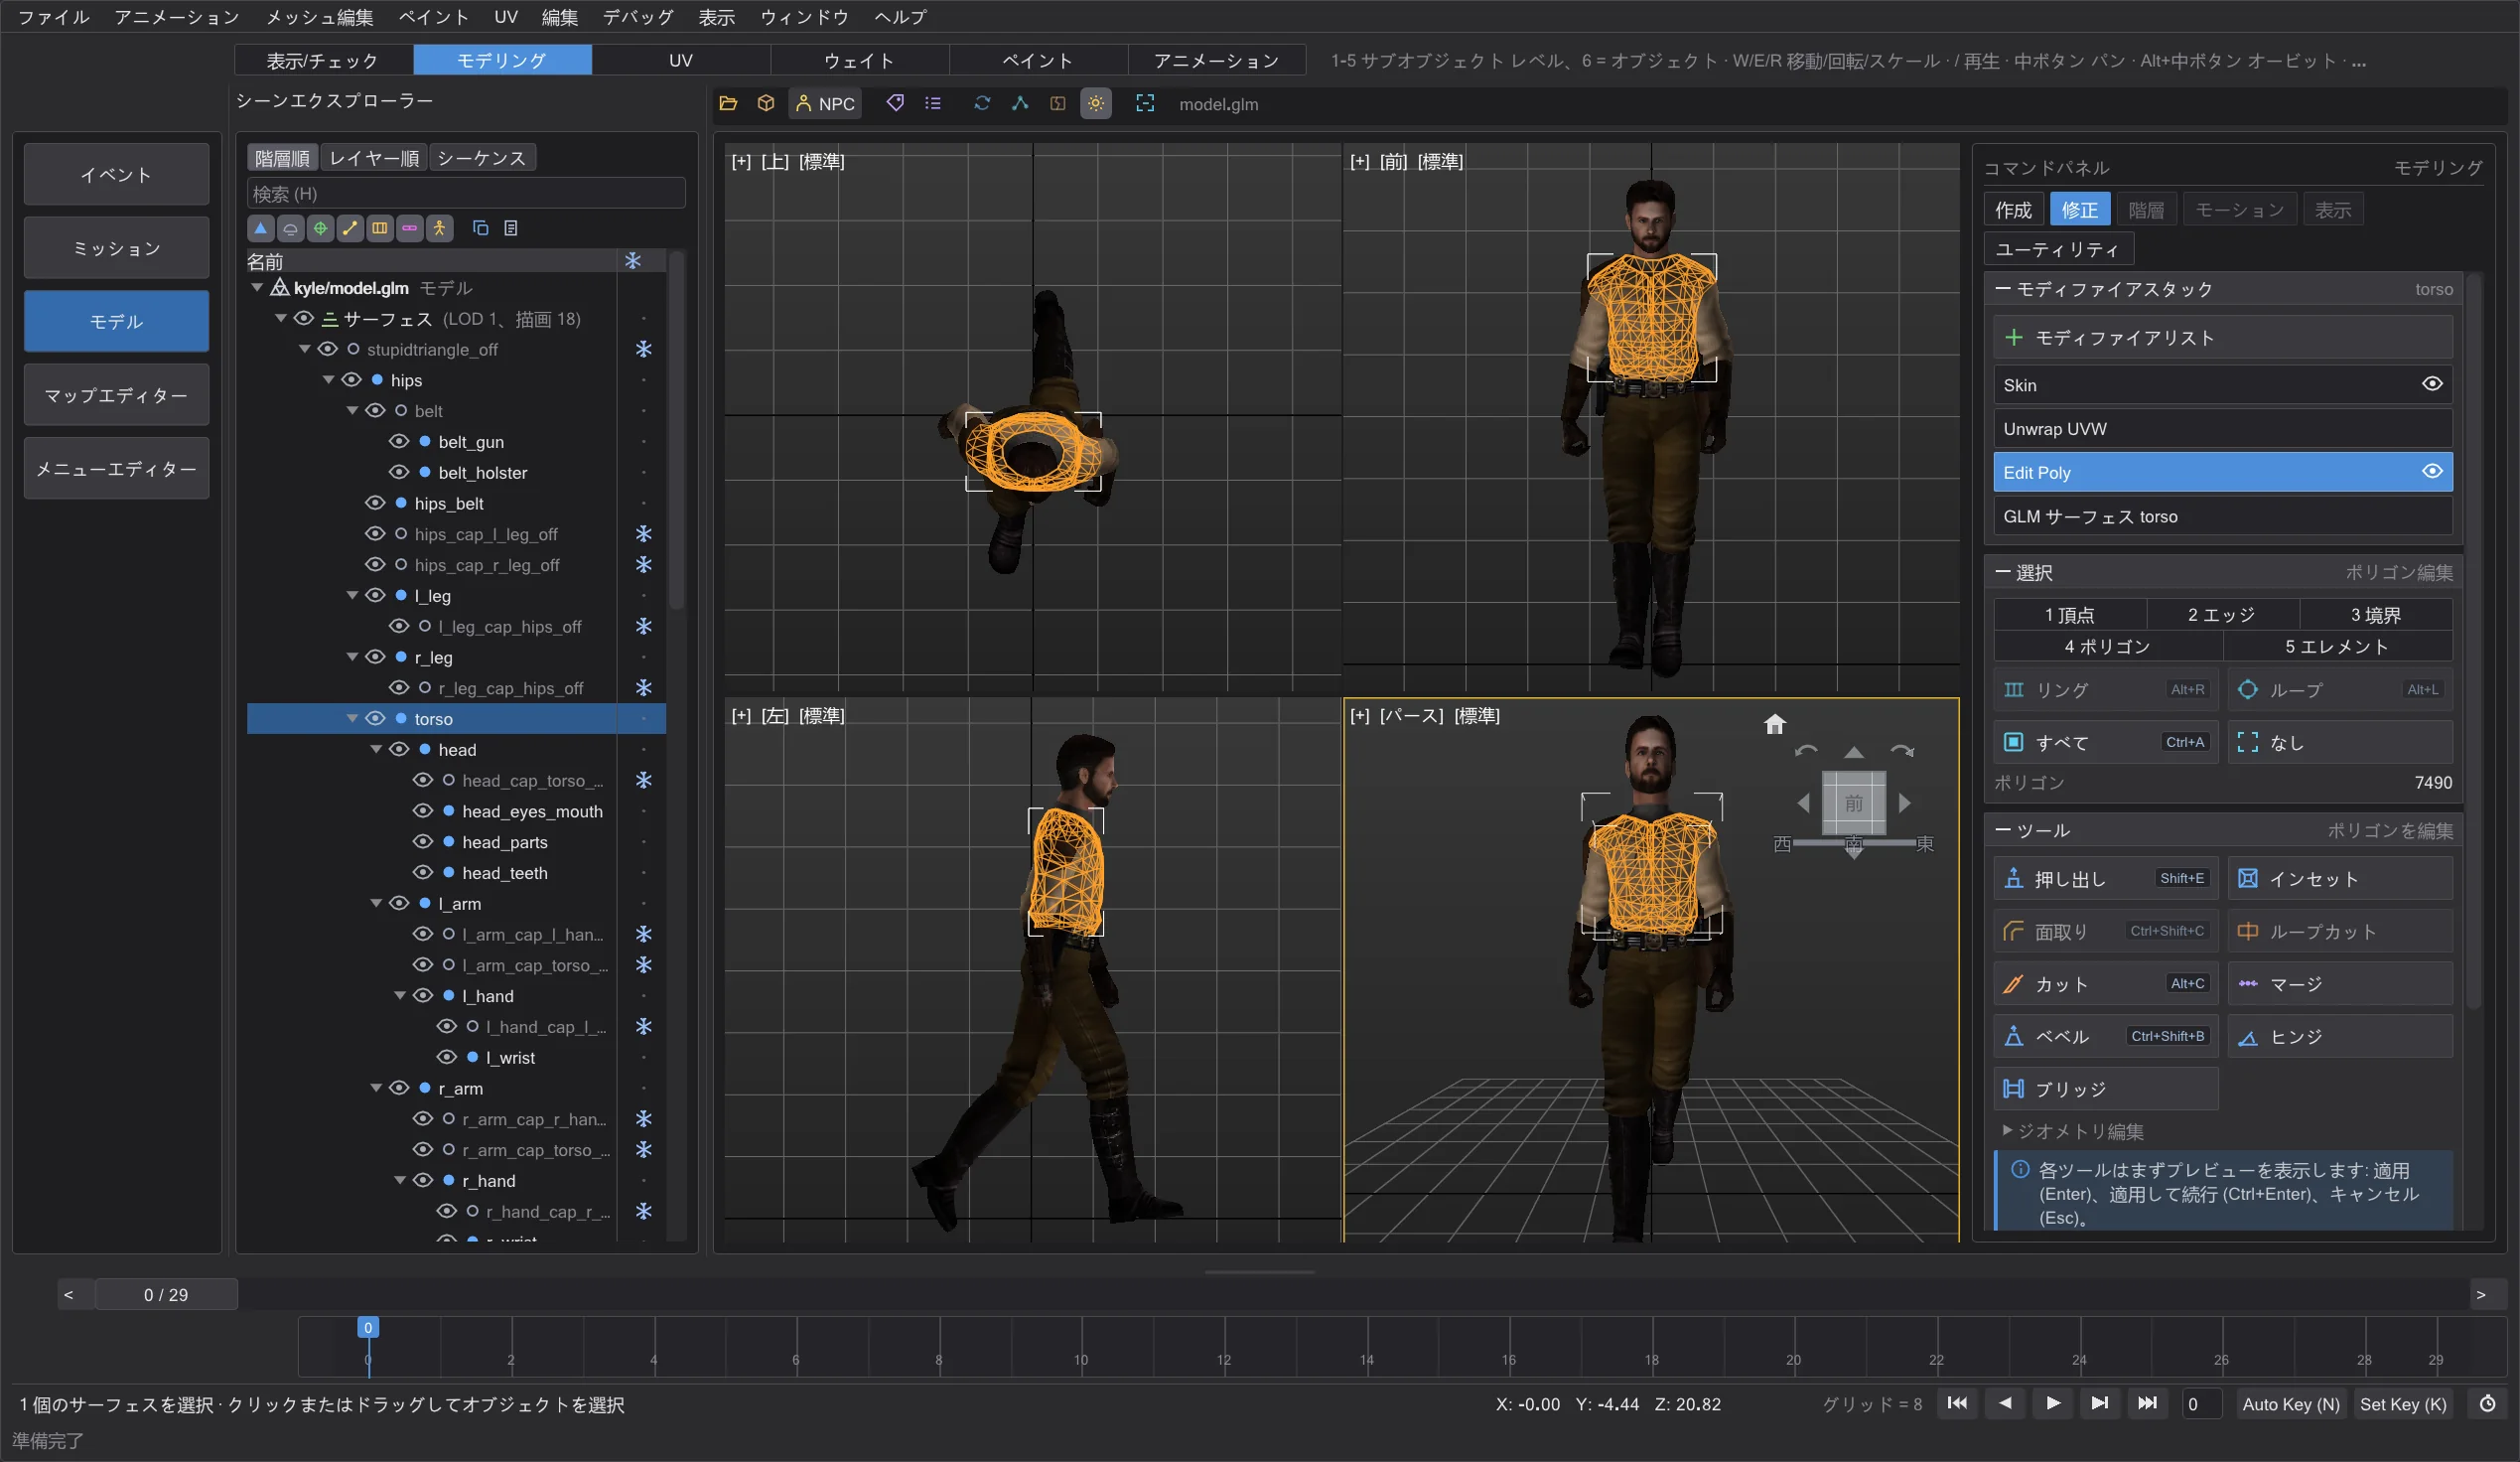 ファイル アニメーション メッシュ編集 ペイント UV 編集 デバッグ 表示 ウィンドウ ヘルプ
表示/チェック モデリング UV ウェイト ペイント アニメーション 1-5 サブオブジェクト レベル、6 = オブジェクト · W/E/R 移動/回転/スケール · / 再生 · 中ボタン パン · Alt+中ボタン オービット · ...
シーンエクスプローラー
NPC model.glm
イベント
ミッション
モデル
マップエディター
メニューエディター
階層順 レイヤー順 シーケンス
検索 (H)
名前
kyle/model.glm モデル
サーフェス (LOD 1、描画 18)
stupidtriangle_off
hips
belt
belt_gun
belt_holster
hips_belt
hips_cap_l_leg_off
hips_cap_r_leg_off
l_leg
l_leg_cap_hips_off
r_leg
r_leg_cap_hips_off
torso
head
head_cap_torso_...
head_eyes_mouth
head_parts
head_teeth
l_arm
l_arm_cap_l_han...
l_arm_cap_torso_...
l_hand
l_hand_cap_l_...
l_wrist
r_arm
r_arm_cap_r_han...
r_arm_cap_torso_...
r_hand
r_hand_cap_r_...
r_wrist
[+] [上] [標準]
[+] [前] [標準]
[+] [左] [標準]
[+] [パース] [標準]
前
西 南 東
コマンドパネル モデリング
作成 修正 階層 モーション 表示
ユーティリティ
モディファイアスタック torso
モディファイアリスト
Skin
Unwrap UVW
Edit Poly
GLM サーフェス torso
選択 ポリゴン編集
1 頂点 2 エッジ 3 境界
4 ポリゴン 5 エレメント
リング Alt+R ループ Alt+L
すべて Ctrl+A なし
ポリゴン 7490
ツール ポリゴンを編集
押し出し Shift+E インセット
面取り Ctrl+Shift+C ループカット
カット Alt+C マージ
ベベル Ctrl+Shift+B ヒンジ
ブリッジ
ジオメトリ編集
各ツールはまずプレビューを表示します: 適用
(Enter)、適用して続行 (Ctrl+Enter)、キャンセル
(Esc)。
< 0 / 29 >
0
0 2 4 6 8 10 12 14 16 18 20 22 24 26 28 29
1 個のサーフェスを選択 · クリックまたはドラッグしてオブジェクトを選択 X: -0.00 Y: -4.44 Z: 20.82 グリッド = 8 0 Auto Key (N) Set Key (K)
準備完了